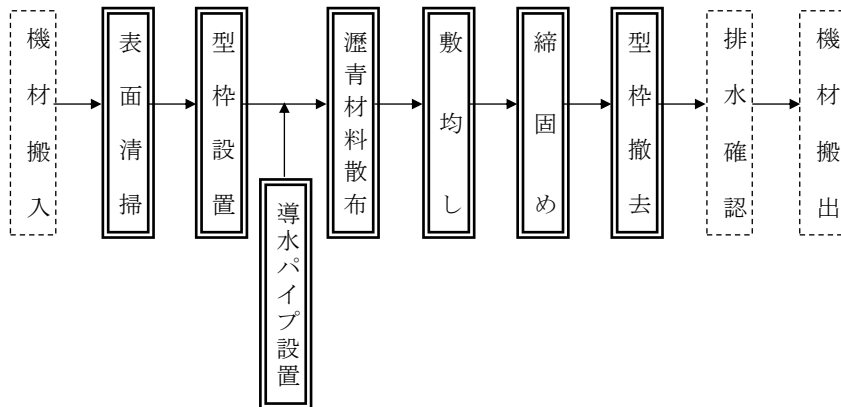 機材搬入
表面清掃
型枠設置
導水パイプ設置
瀝青材料散布
敷均し
締固め
型枠撤去
排水確認
機材搬出